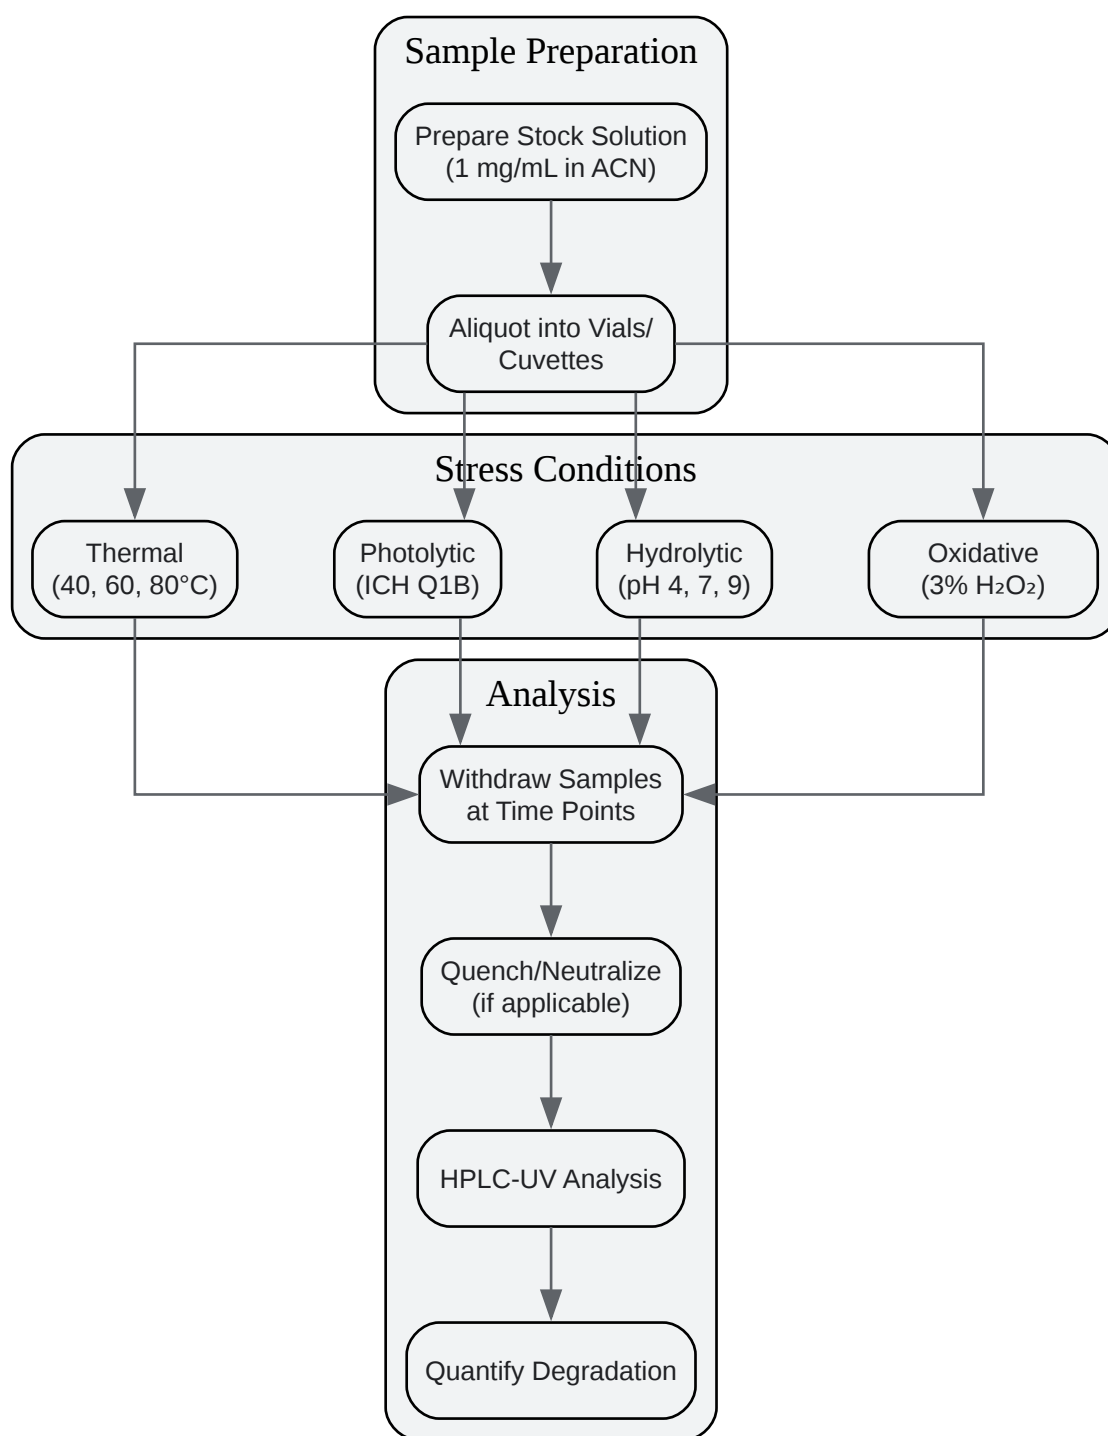 Sample Preparation
Prepare Stock Solution
(1 mg/mL in ACN)
Aliquot into Vials/
Cuvettes
Stress Conditions
Thermal
(40, 60, 80°C)
Photolytic
(ICH Q1B)
Hydrolytic
(pH 4, 7, 9)
Oxidative
(3% H₂O₂)
Analysis
Withdraw Samples
at Time Points
Quench/Neutralize
(if applicable)
HPLC-UV Analysis
Quantify Degradation